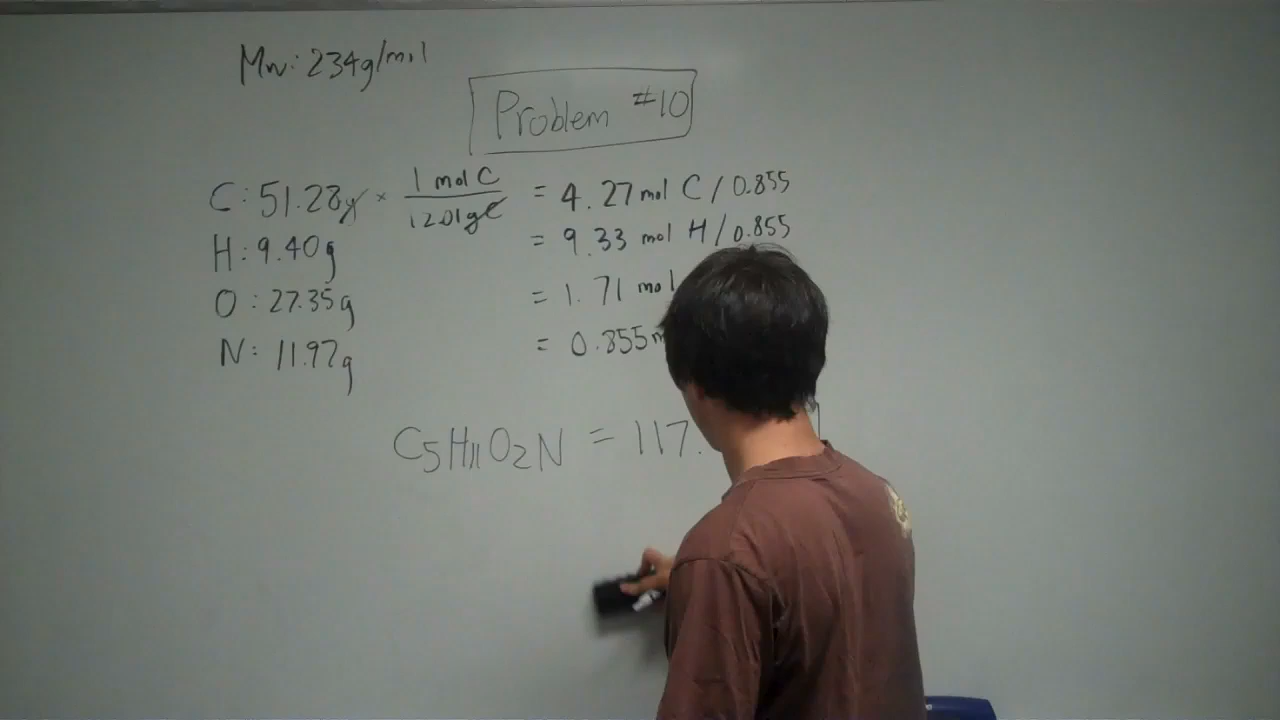 Mw: 234g/mol
Problem #10
C: 51.28g × 1 mol C / 12.01g C = 4.27 mol C / 0.855
H: 9.40g = 9.33 mol H / 0.855
O: 27.35g = 1.71 mol
N: 11.97g = 0.855
C5H11O2N = 117.